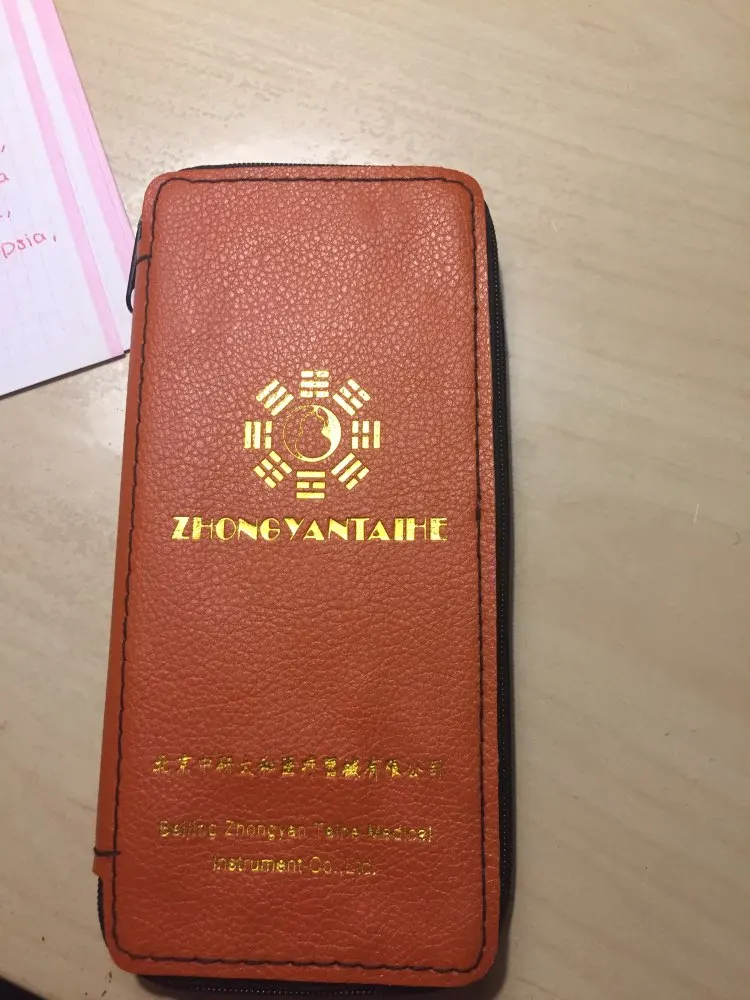 ,
a
,
psia,
ZHONGYANTAIHE
北京中研太和医疗器械有限公司
Beijing Zhongyan Taihe Medical
Instrument Co.,Ltd.